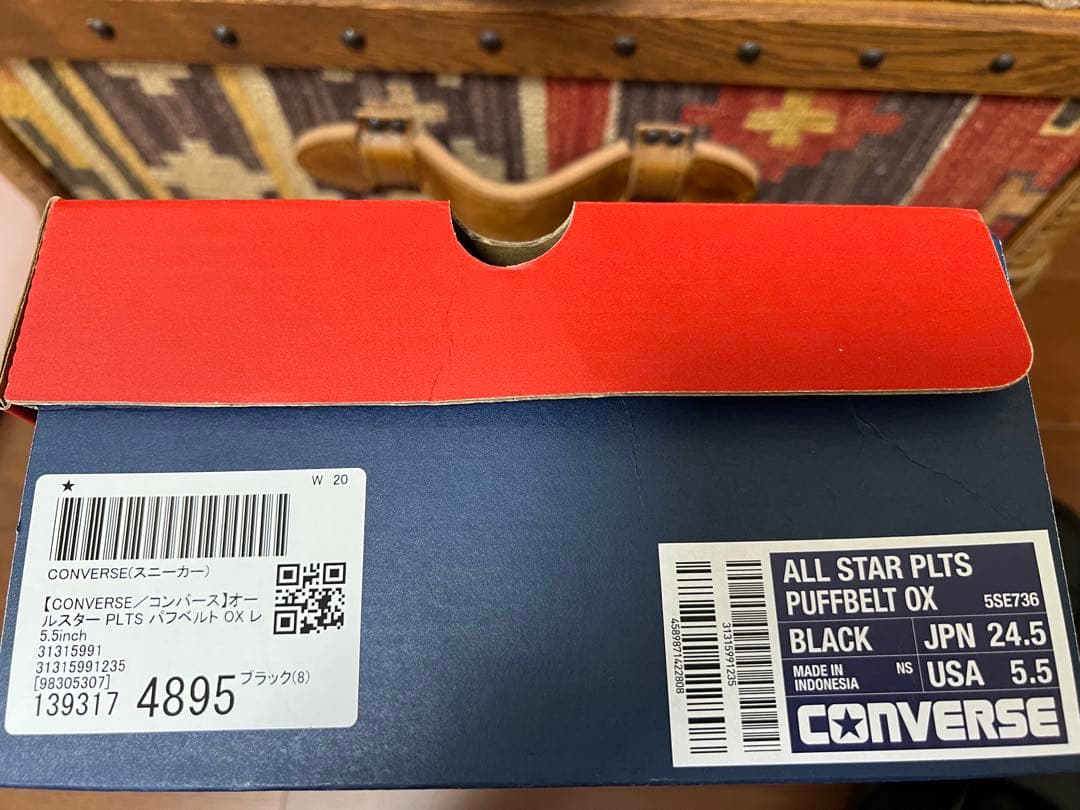 ★ W 20
CONVERSE(スニーカー)
【CONVERSE／コンバース】オー
ルスター PLTS パフベルト OX レ
5.5inch
31315991
31315991235
[98305307]
139317 4895 ブラック(8)
4589871422808
31315991235
ALL STAR PLTS
PUFFBELT OX 5SE736
BLACK JPN 24.5
MADE IN
INDONESIA NS USA 5.5
CONVERSE